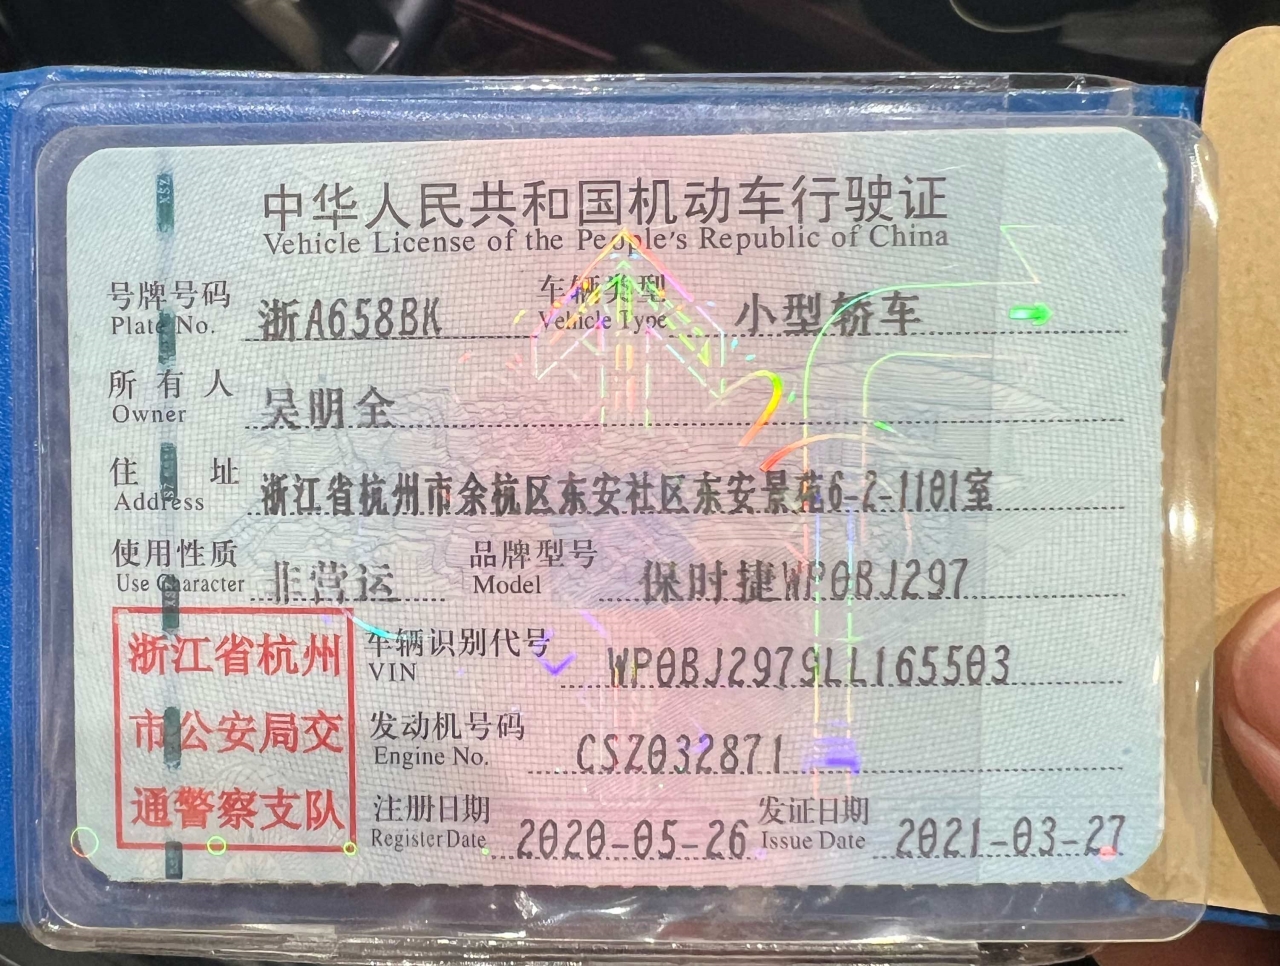 中华人民共和国机动车行驶证
Vehicle License of the People's Republic of China
号牌号码 浙A658BK 车辆类型 小型轿车
Plate No. Vehicle Type
所有人 吴明全
Owner
住址 浙江省杭州市余杭区东安社区东安景苑6-2-1101室
Address
使用性质 非营运 品牌型号 保时捷WP0BJ297
Use Character Model
浙江省杭州
市公安局交
通警察支队
车辆识别代号 WP0BJ2979LL165503
VIN
发动机号码 CSZ032871
Engine No.
注册日期 2020-05-26 发证日期 2021-03-27
Register Date Issue Date